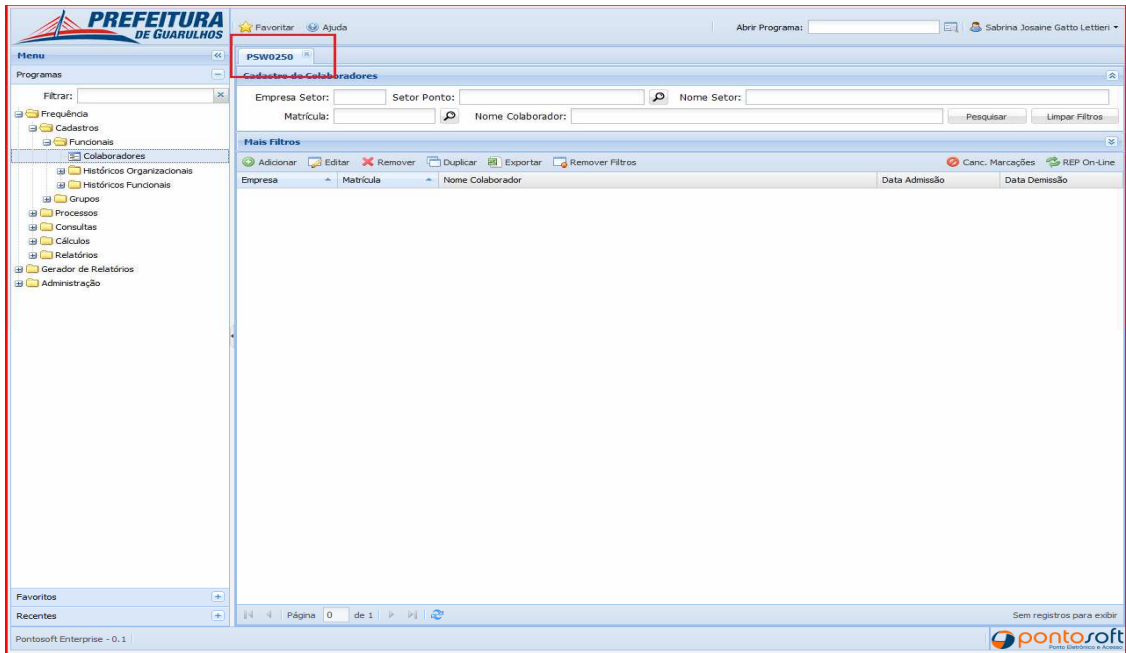 PREFEITURA
DE GUARULHOS
Favoritar Ajuda Abrir Programa: Sabrina Josaine Gatto Lettieri
Menu
PSW0250
Programas
Cadastro de Colaboradores
Filtrar:
Empresa Setor: Setor Ponto: Nome Setor:
Matrícula: Nome Colaborador: Pesquisar Limpar Filtros
Frequência
Cadastros
Funcionais
Colaboradores
Históricos Organizacionais
Históricos Funcionais
Grupos
Processos
Consultas
Cálculos
Relatórios
Gerador de Relatórios
Administração
Mais Filtros
Adicionar Editar Remover Duplicar Exportar Remover Filtros Canc. Marcações REP On-Line
Empresa Matrícula Nome Colaborador Data Admissão Data Demissão
Favoritos
Recentes
Página 0 de 1 Sem registros para exibir
Pontosoft Enterprise - 0.1
pontosoft
Ponto Eletrônico e Acesso